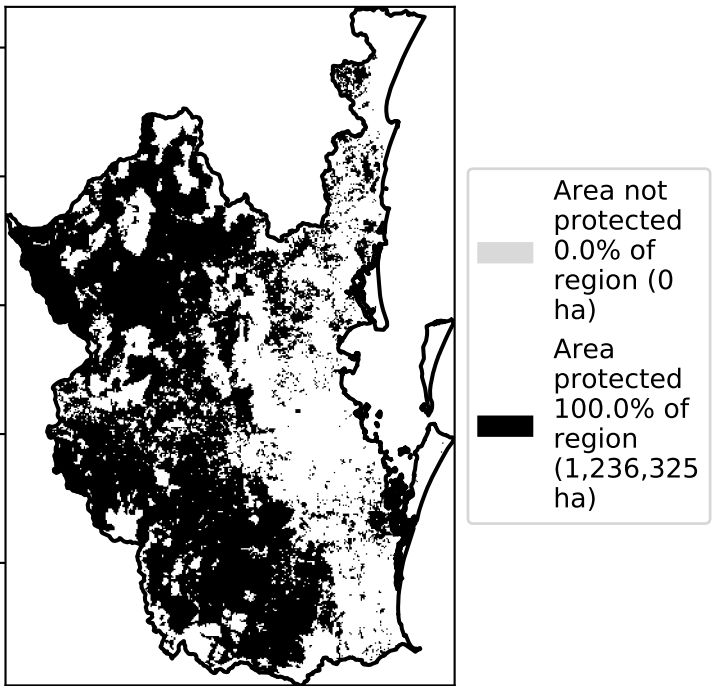 Area not
protected
0.0% of
region (0
ha)
Area
protected
100.0% of
region
(1,236,325
ha)